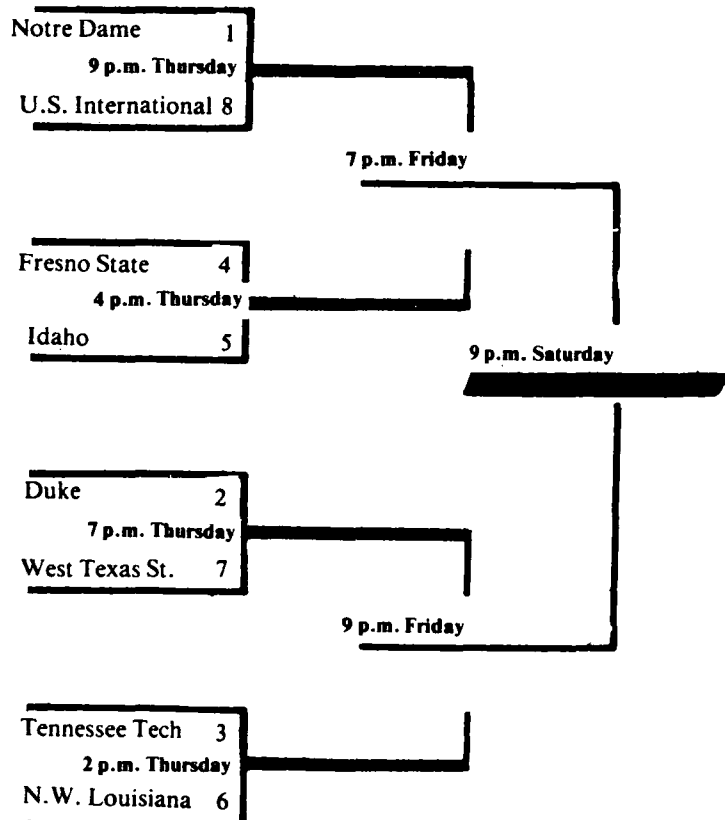 Notre Dame 1
9 p.m. Thursday
U.S. International 8
7 p.m. Friday
Fresno State 4
4 p.m. Thursday
Idaho 5
9 p.m. Saturday
Duke 2
7 p.m. Thursday
West Texas St. 7
9 p.m. Friday
Tennessee Tech 3
2 p.m. Thursday
N.W. Louisiana 6